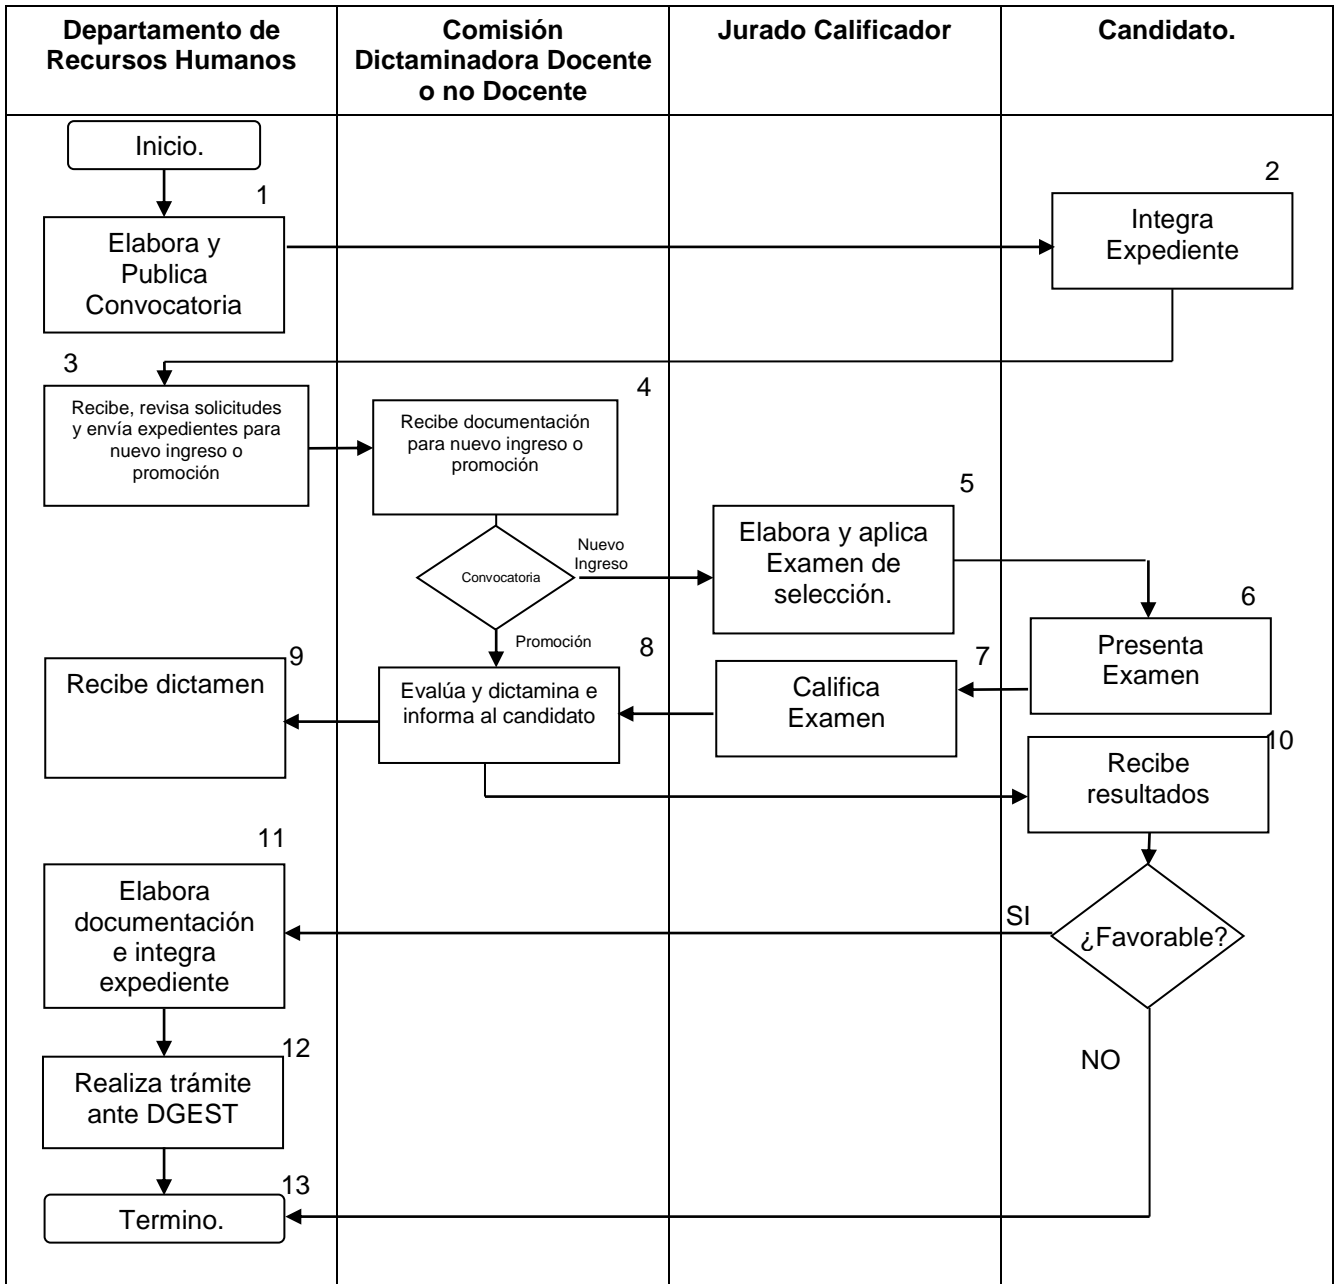 Departamento de
Recursos Humanos
Comisión
Dictaminadora Docente
o no Docente
Jurado Calificador
Candidato.
Inicio.
1
Elabora y
Publica
Convocatoria
2
Integra
Expediente
3
Recibe, revisa solicitudes
y envía expedientes para
nuevo ingreso o
promoción
4
Recibe documentación
para nuevo ingreso o
promoción
Convocatoria
Nuevo
Ingreso
Promoción
5
Elabora y aplica
Examen de
selección.
6
Presenta
Examen
7
Califica
Examen
8
Evalúa y dictamina e
informa al candidato
9
Recibe dictamen
10
Recibe
resultados
¿Favorable?
SI
NO
11
Elabora
documentación
e integra
expediente
12
Realiza trámite
ante DGEST
13
Termino.